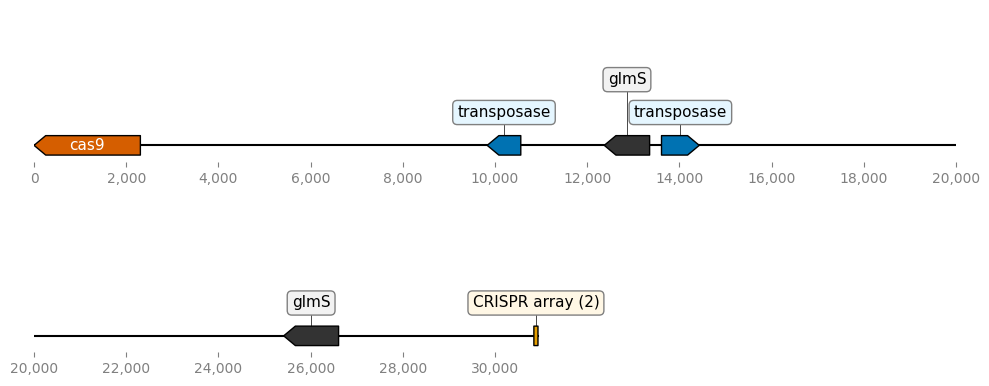 glmS
transposase transposase
cas9
0 2,000 4,000 6,000 8,000 10,000 12,000 14,000 16,000 18,000 20,000
glmS CRISPR array (2)
20,000 22,000 24,000 26,000 28,000 30,000